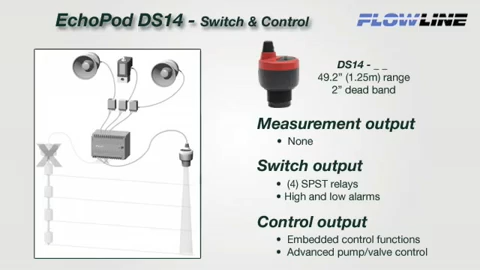 EchoPod DS14 - Switch & Control
FLOWLINE
DS14 - _ _
49.2” (1.25m) range
2” dead band
Measurement output
• None
Switch output
• (4) SPST relays
• High and low alarms
Control output
• Embedded control functions
• Advanced pump/valve control